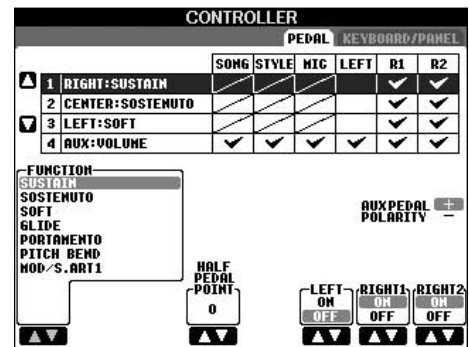 CONTROLLER
PEDAL KEYBOARD/PANEL
SONG STYLE MIC LEFT R1 R2
1 RIGHT:SUSTAIN
2 CENTER:SOSTENUTO
3 LEFT:SOFT
4 AUX:VOLUME
FUNCTION
SUSTAIN
SOSTENUTO
SOFT
GLIDE
PORTAMENTO
PITCH BEND
MOD/S.ART1
AUX PEDAL +
POLARITY −
HALF
PEDAL
POINT
0
LEFT RIGHT1 RIGHT2
ON ON ON
OFF OFF OFF